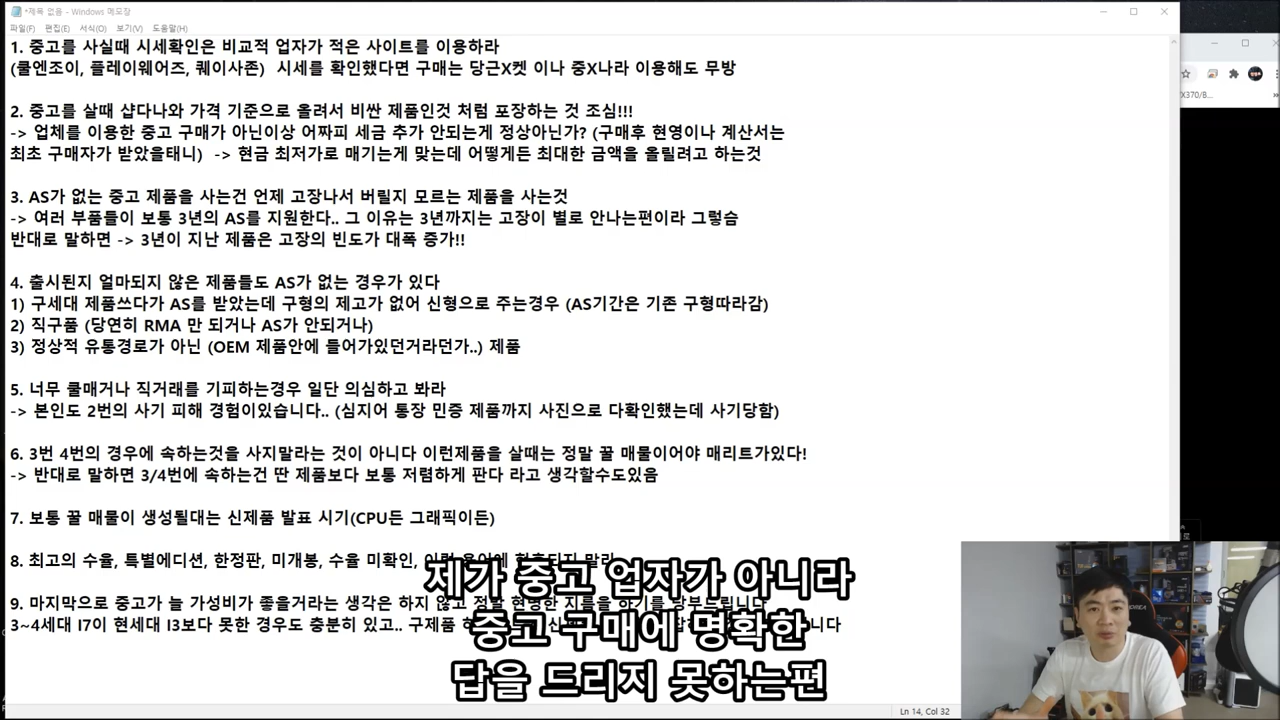 *제목 없음 - Windows 메모장
파일(F) 편집(E) 서식(O) 보기(V) 도움말(H)
1. 중고를 사실때 시세확인은 비교적 업자가 적은 사이트를 이용하라
(쿨엔조이, 플레이웨어즈, 퀘이사존) 시세를 확인했다면 구매는 당근X켓 이나 중X나라 이용해도 무방
2. 중고를 살때 샵다나와 가격 기준으로 올려서 비싼 제품인것 처럼 포장하는 것 조심!!!
-> 업체를 이용한 중고 구매가 아닌이상 어짜피 세금 추가 안되는게 정상아닌가? (구매후 현영이나 계산서는
최초 구매자가 받았을태니) -> 현금 최저가로 매기는게 맞는데 어떻게든 최대한 금액을 올릴려고 하는것
3. AS가 없는 중고 제품을 사는건 언제 고장나서 버릴지 모르는 제품을 사는것
-> 여러 부품들이 보통 3년의 AS를 지원한다.. 그 이유는 3년까지는 고장이 별로 안나는편이라 그렇슴
반대로 말하면 -> 3년이 지난 제품은 고장의 빈도가 대폭 증가!!
4. 출시된지 얼마되지 않은 제품들도 AS가 없는 경우가 있다
1) 구세대 제품쓰다가 AS를 받았는데 구형의 제고가 없어 신형으로 주는경우 (AS기간은 기존 구형따라감)
2) 직구품 (당연히 RMA 만 되거나 AS가 안되거나)
3) 정상적 유통경로가 아닌 (OEM 제품안에 들어가있던거라던가..) 제품
5. 너무 쿨매거나 직거래를 기피하는경우 일단 의심하고 봐라
-> 본인도 2번의 사기 피해 경험이있습니다.. (심지어 통장 민증 제품까지 사진으로 다확인했는데 사기당함)
6. 3번 4번의 경우에 속하는것을 사지말라는 것이 아니다 이런제품을 살때는 정말 꿀 매물이어야 매리트가있다!
-> 반대로 말하면 3/4번에 속하는건 딴 제품보다 보통 저렴하게 판다 라고 생각할수도있음
7. 보통 꿀 매물이 생성될대는 신제품 발표 시기(CPU든 그래픽이든)
8. 최고의 수율, 특별에디션, 한정판, 미개봉, 수율 미확인,
9. 마지막으로 중고가 늘 가성비가 좋을거라는 생각은 하지 않고
3~4세대 I7이 현세대 I3보다 못한 경우도 충분히 있고.. 구제품
제가 중고 업자가 아니라
중고 구매에 명확한
답을 드리지 못하는편
X370/B...
Ln 14, Col 32